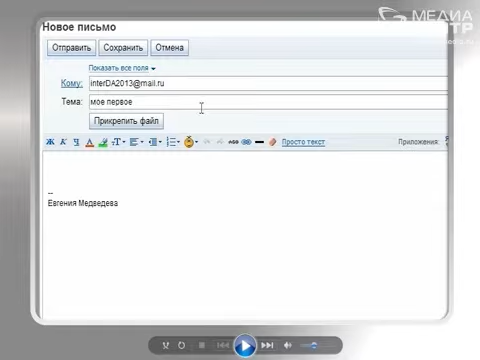 МЕДИА
Новое письмо
Отправить Сохранить Отмена
Показать все поля
Кому: interDA2013@mail.ru
Тема: мое первое
Прикрепить файл
Ж К Ч А Т Просто текст Приложения:
--
Евгения Медведева